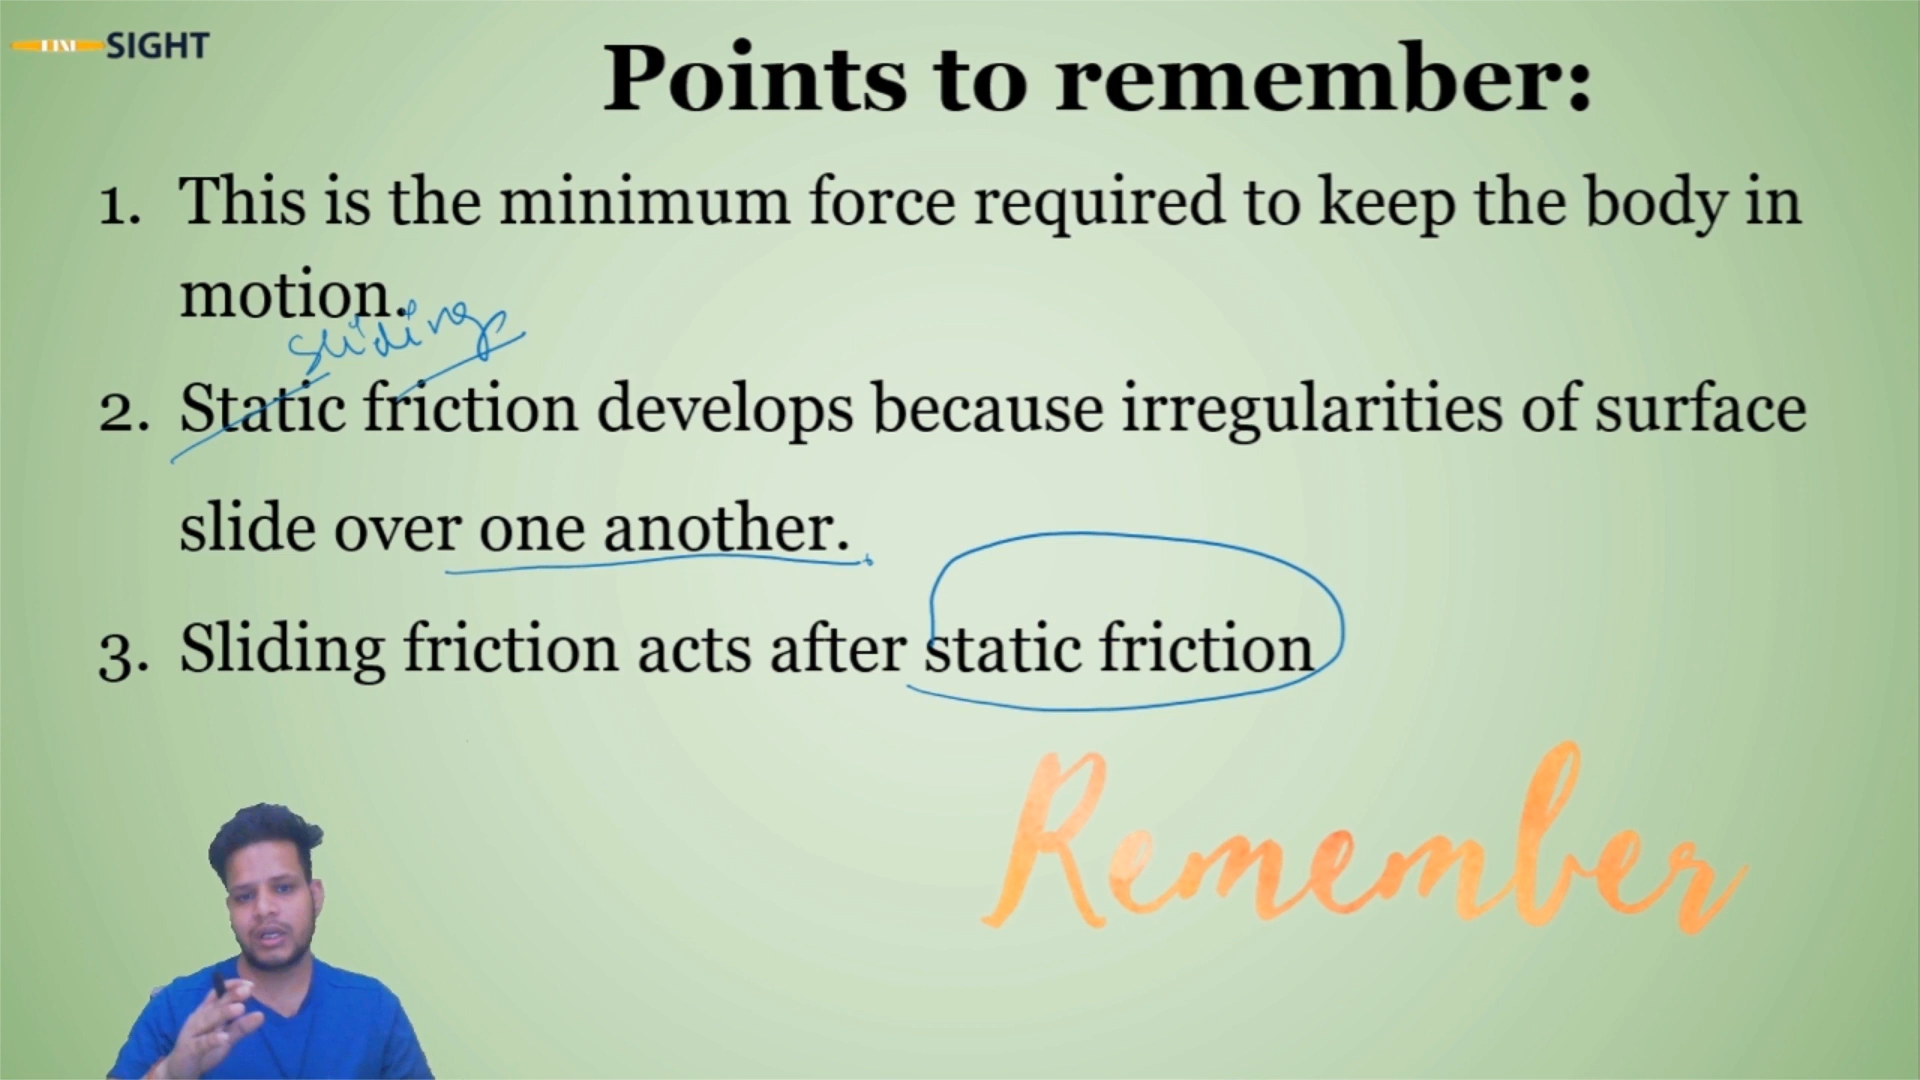 SIGHT
Points to remember:
1. This is the minimum force required to keep the body in
motion.
sliding
2. Static friction develops because irregularities of surface
slide over one another.
3. Sliding friction acts after static friction
Remember